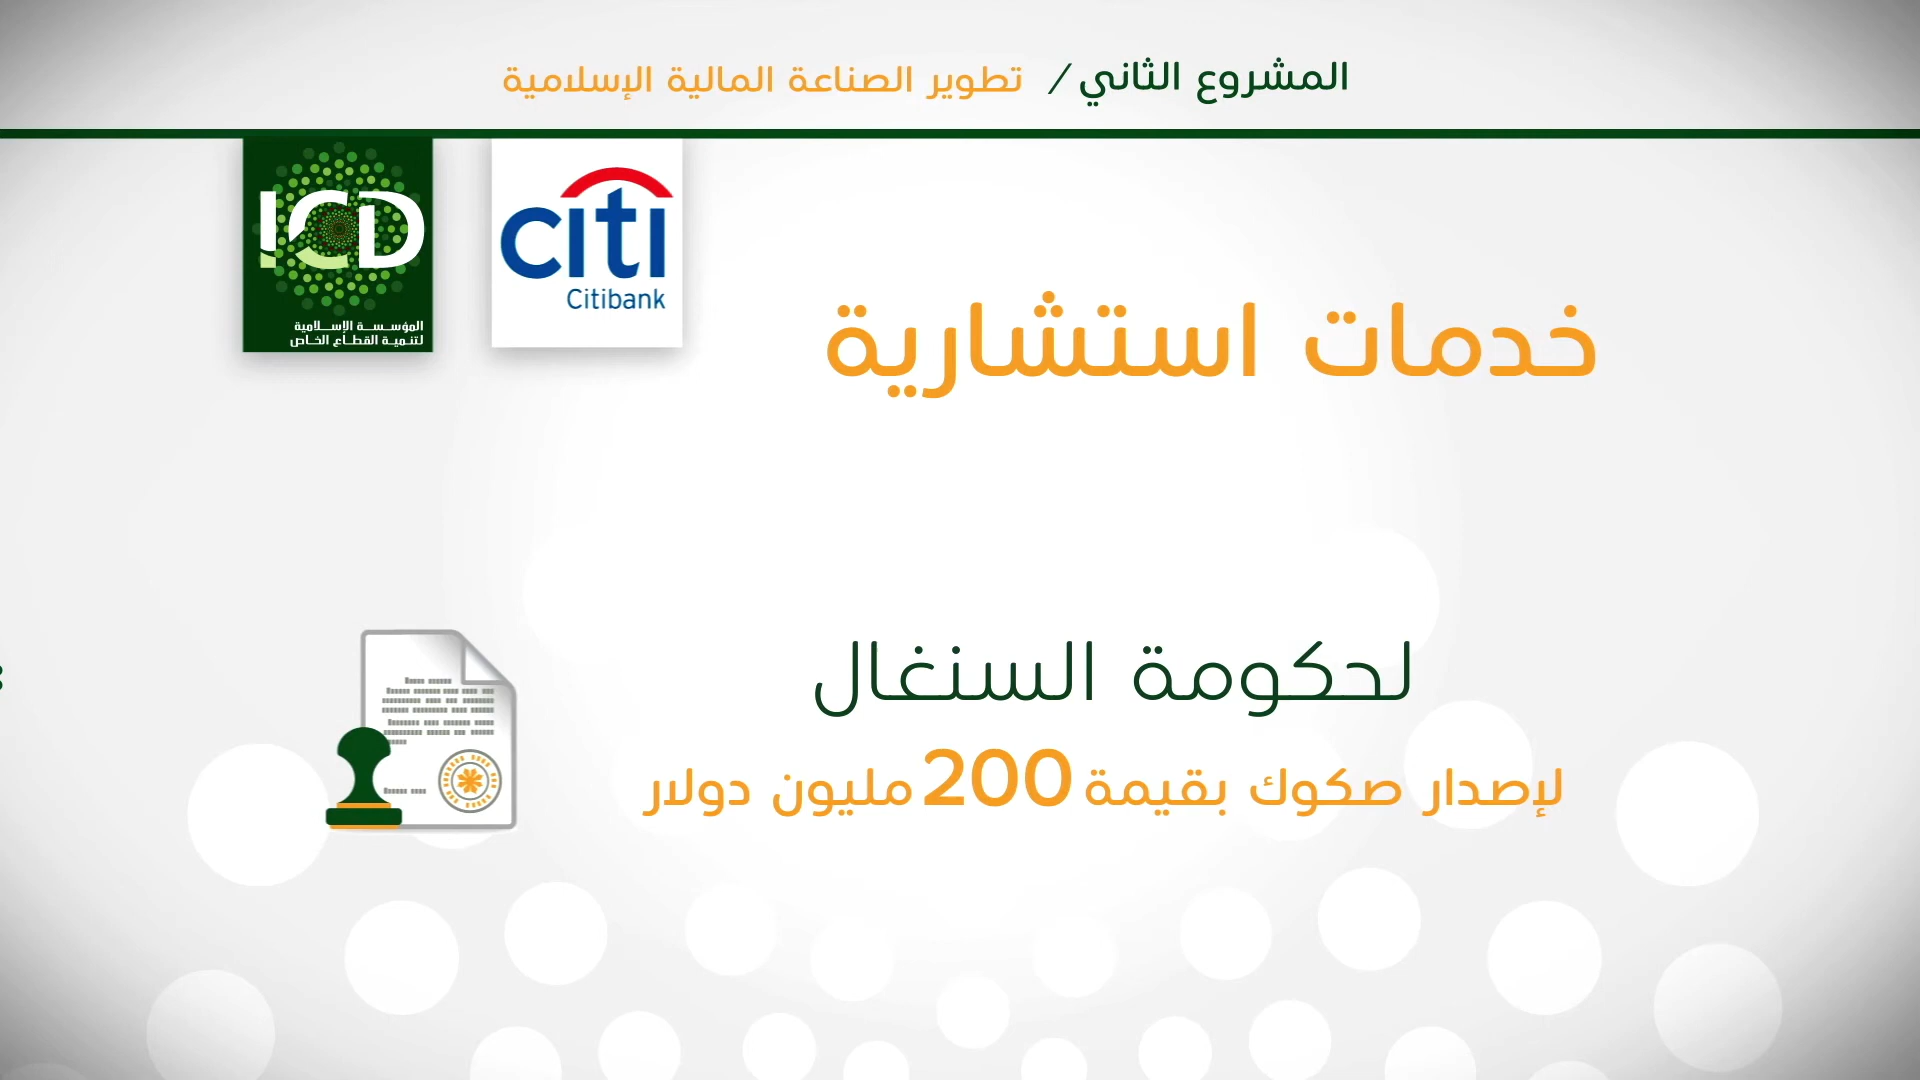 المشروع الثاني / تطوير الصناعة المالية الإسلامية
ICD
المؤسسة الإسلامية
لتنمية القطاع الخاص
citi
Citibank
خدمات استشارية
لحكومة السنغال
لإصدار صكوك بقيمة 200 مليون دولار